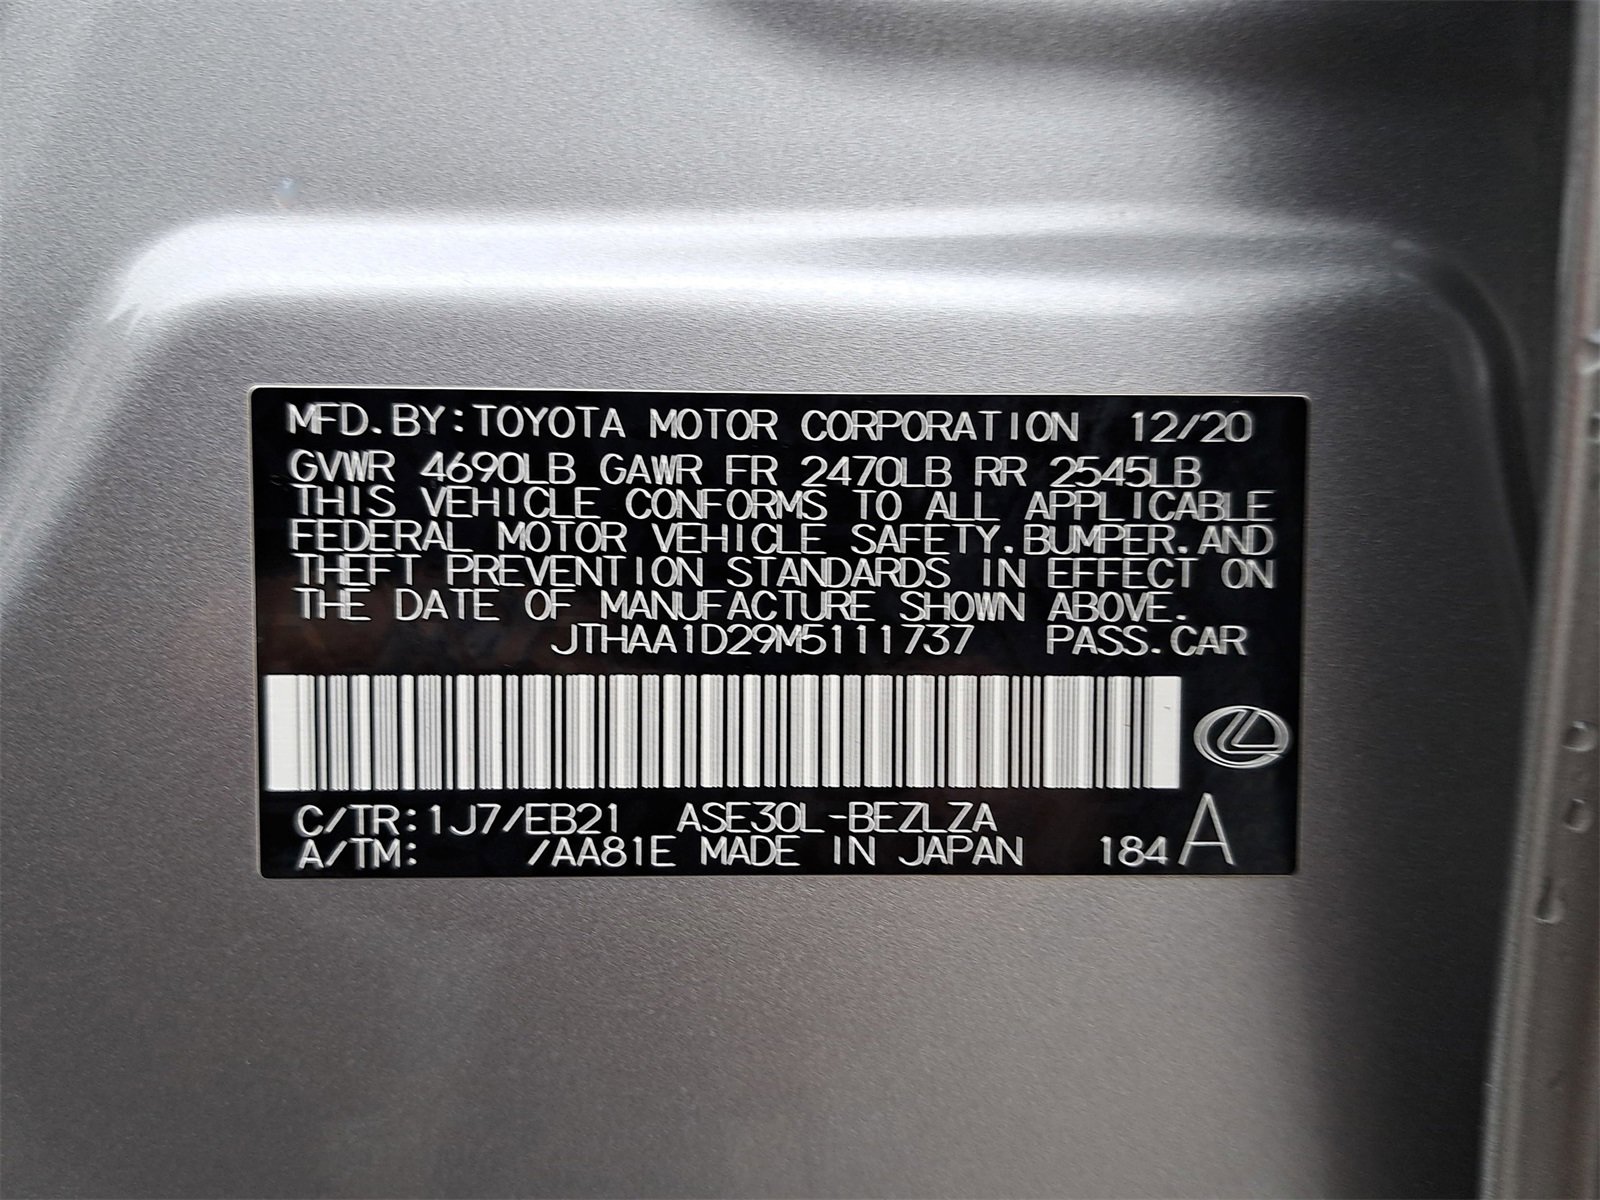 MFD.BY:TOYOTA MOTOR CORPORATION 12/20
GVWR 4690LB GAWR FR 2470LB RR 2545LB
THIS VEHICLE CONFORMS TO ALL APPLICABLE
FEDERAL MOTOR VEHICLE SAFETY.BUMPER.AND
THEFT PREVENTION STANDARDS IN EFFECT ON
THE DATE OF MANUFACTURE SHOWN ABOVE.
JTHAA1D29M5111737 PASS.CAR
C/TR:1J7/EB21 ASE30L-BEZLZA
A/TM: /AA81E MADE IN JAPAN 184 A